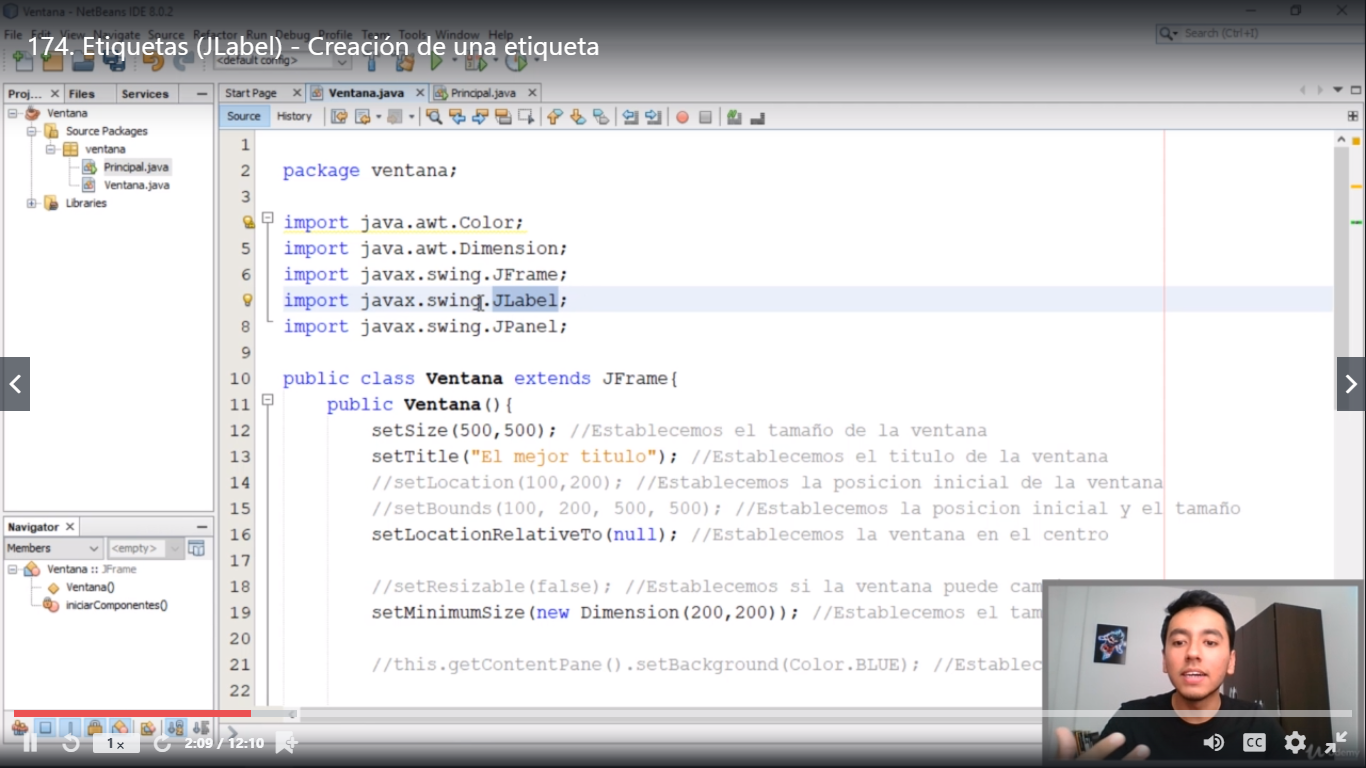 Ventana - NetBeans IDE 8.0.2
File Edit View Navigate Source Refactor Run Debug Profile Team Tools Window Help
174. Etiquetas (JLabel) - Creación de una etiqueta
Search (Ctrl+I)
<default config>
Proj... Files Services
Start Page Ventana.java Principal.java
Source History
Ventana
Source Packages
ventana
Principal.java
Ventana.java
Libraries
1
2 package ventana;
3
import java.awt.Color;
5 import java.awt.Dimension;
6 import javax.swing.JFrame;
import javax.swing.JLabel;
8 import javax.swing.JPanel;
9
10 public class Ventana extends JFrame{
11 public Ventana(){
12 setSize(500,500); //Establecemos el tamaño de la ventana
13 setTitle("El mejor titulo"); //Establecemos el titulo de la ventana
14 //setLocation(100,200); //Establecemos la posicion inicial de la ventana
15 //setBounds(100, 200, 500, 500); //Establecemos la posicion inicial y el tamaño
16 setLocationRelativeTo(null); //Establecemos la ventana en el centro
17
18 //setResizable(false); //Establecemos si la ventana puede cam
19 setMinimumSize(new Dimension(200,200)); //Establecemos el tam
20
21 //this.getContentPane().setBackground(Color.BLUE); //Establec
22
Navigator
Members <empty>
Ventana :: JFrame
Ventana()
iniciarComponentes()
1x
2:09 / 12:10
CC